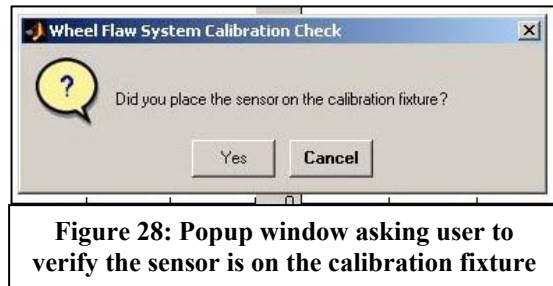 Wheel Flaw System Calibration Check
?
Did you place the sensor on the calibration fixture?
Yes Cancel
0
Figure 28: Popup window asking user to
verify the sensor is on the calibration fixture